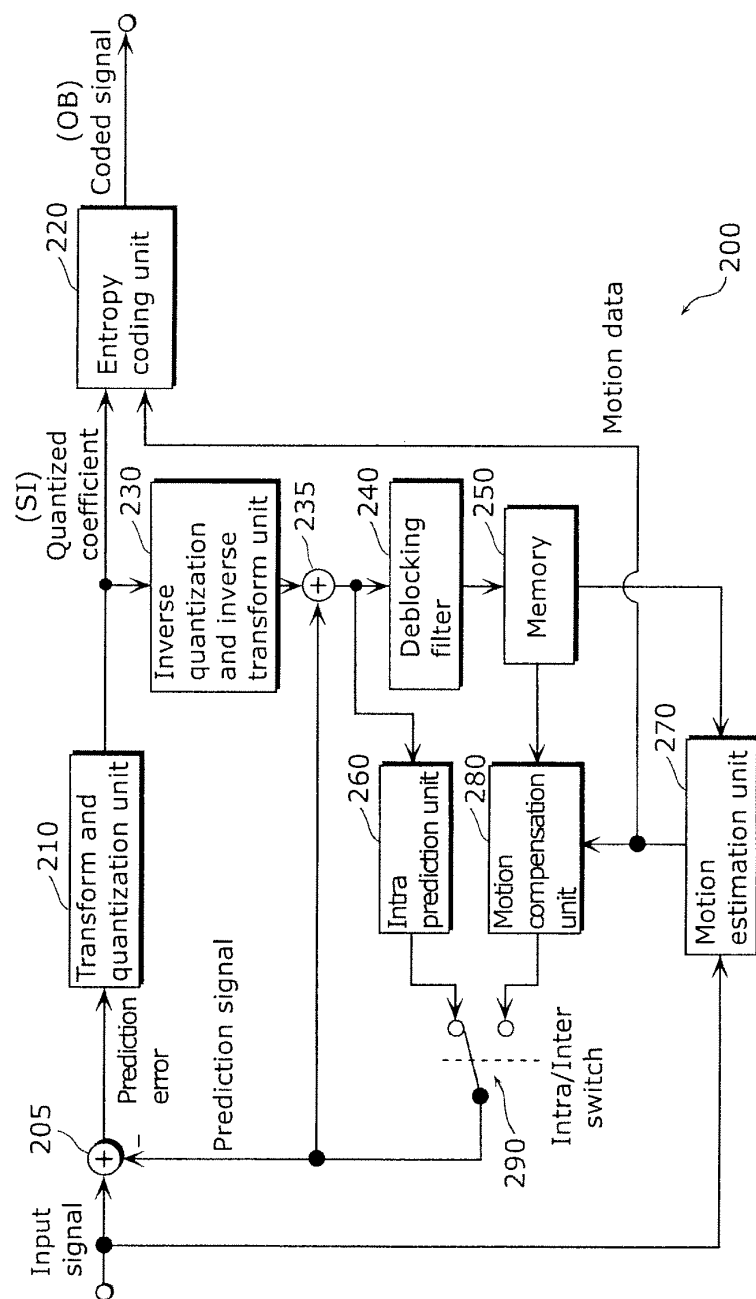 Input
signal
205
Prediction
error
–
Prediction signal
210
Transform and
quantization unit
(SI)
Quantized
coefficient
220
Entropy
coding unit
(OB)
Coded signal
230
Inverse
quantization
and inverse
transform unit
235
240
Deblocking
filter
250
Memory
260
Intra
prediction unit
280
Motion
compensation
unit
290
Intra/Inter
switch
270
Motion
estimation unit
Motion data
200
+
+